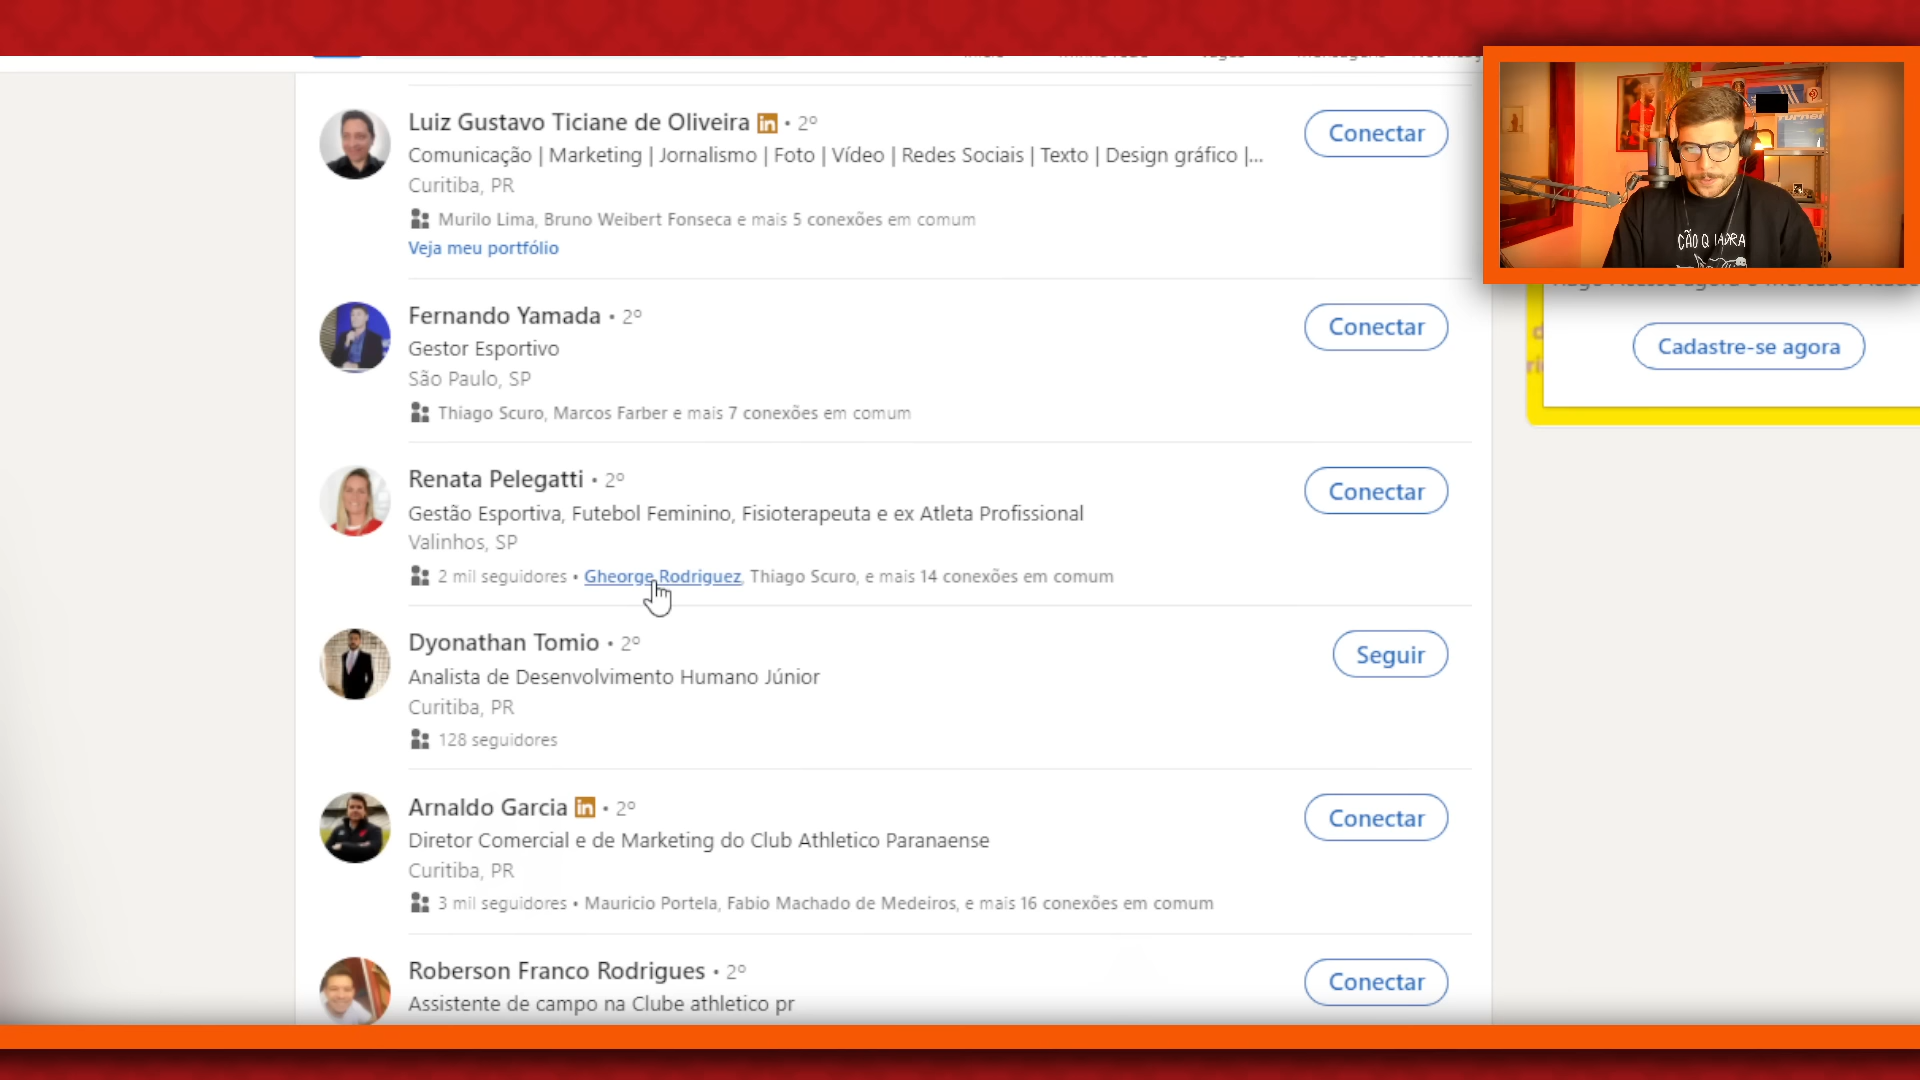 Luiz Gustavo Ticiane de Oliveira in • 2º
Conectar
Comunicação | Marketing | Jornalismo | Foto | Vídeo | Redes Sociais | Texto | Design gráfico |...
Curitiba, PR
Murilo Lima, Bruno Weibert Fonseca e mais 5 conexões em comum
Veja meu portfólio
Fernando Yamada • 2º
Conectar
Gestor Esportivo
São Paulo, SP
Thiago Scuro, Marcos Farber e mais 7 conexões em comum
Renata Pelegatti • 2º
Conectar
Gestão Esportiva, Futebol Feminino, Fisioterapeuta e ex Atleta Profissional
Valinhos, SP
2 mil seguidores • Gheorge Rodriguez, Thiago Scuro, e mais 14 conexões em comum
Dyonathan Tomio • 2º
Seguir
Analista de Desenvolvimento Humano Júnior
Curitiba, PR
128 seguidores
Arnaldo Garcia in • 2º
Conectar
Diretor Comercial e de Marketing do Club Athletico Paranaense
Curitiba, PR
3 mil seguidores • Mauricio Portela, Fabio Machado de Medeiros, e mais 16 conexões em comum
Roberson Franco Rodrigues • 2º
Conectar
Assistente de campo na Clube athletico pr
Cadastre-se agora
TURNER
CÃO Q LADRA